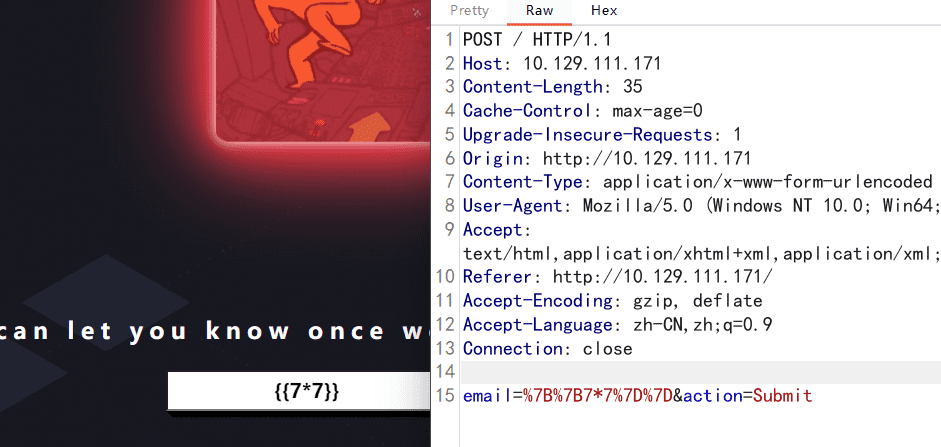 Pretty Raw Hex
1 POST / HTTP/1.1
2 Host: 10.129.111.171
3 Content-Length: 35
4 Cache-Control: max-age=0
5 Upgrade-Insecure-Requests: 1
6 Origin: http://10.129.111.171
7 Content-Type: application/x-www-form-urlencoded
8 User-Agent: Mozilla/5.0 (Windows NT 10.0; Win64;
9 Accept:
text/html,application/xhtml+xml,application/xml;
10 Referer: http://10.129.111.171/
11 Accept-Encoding: gzip, deflate
12 Accept-Language: zh-CN,zh;q=0.9
13 Connection: close
14
15 email=%7B%7B7*7%7D%7D&action=Submit
can let you know once w
{{7*7}}